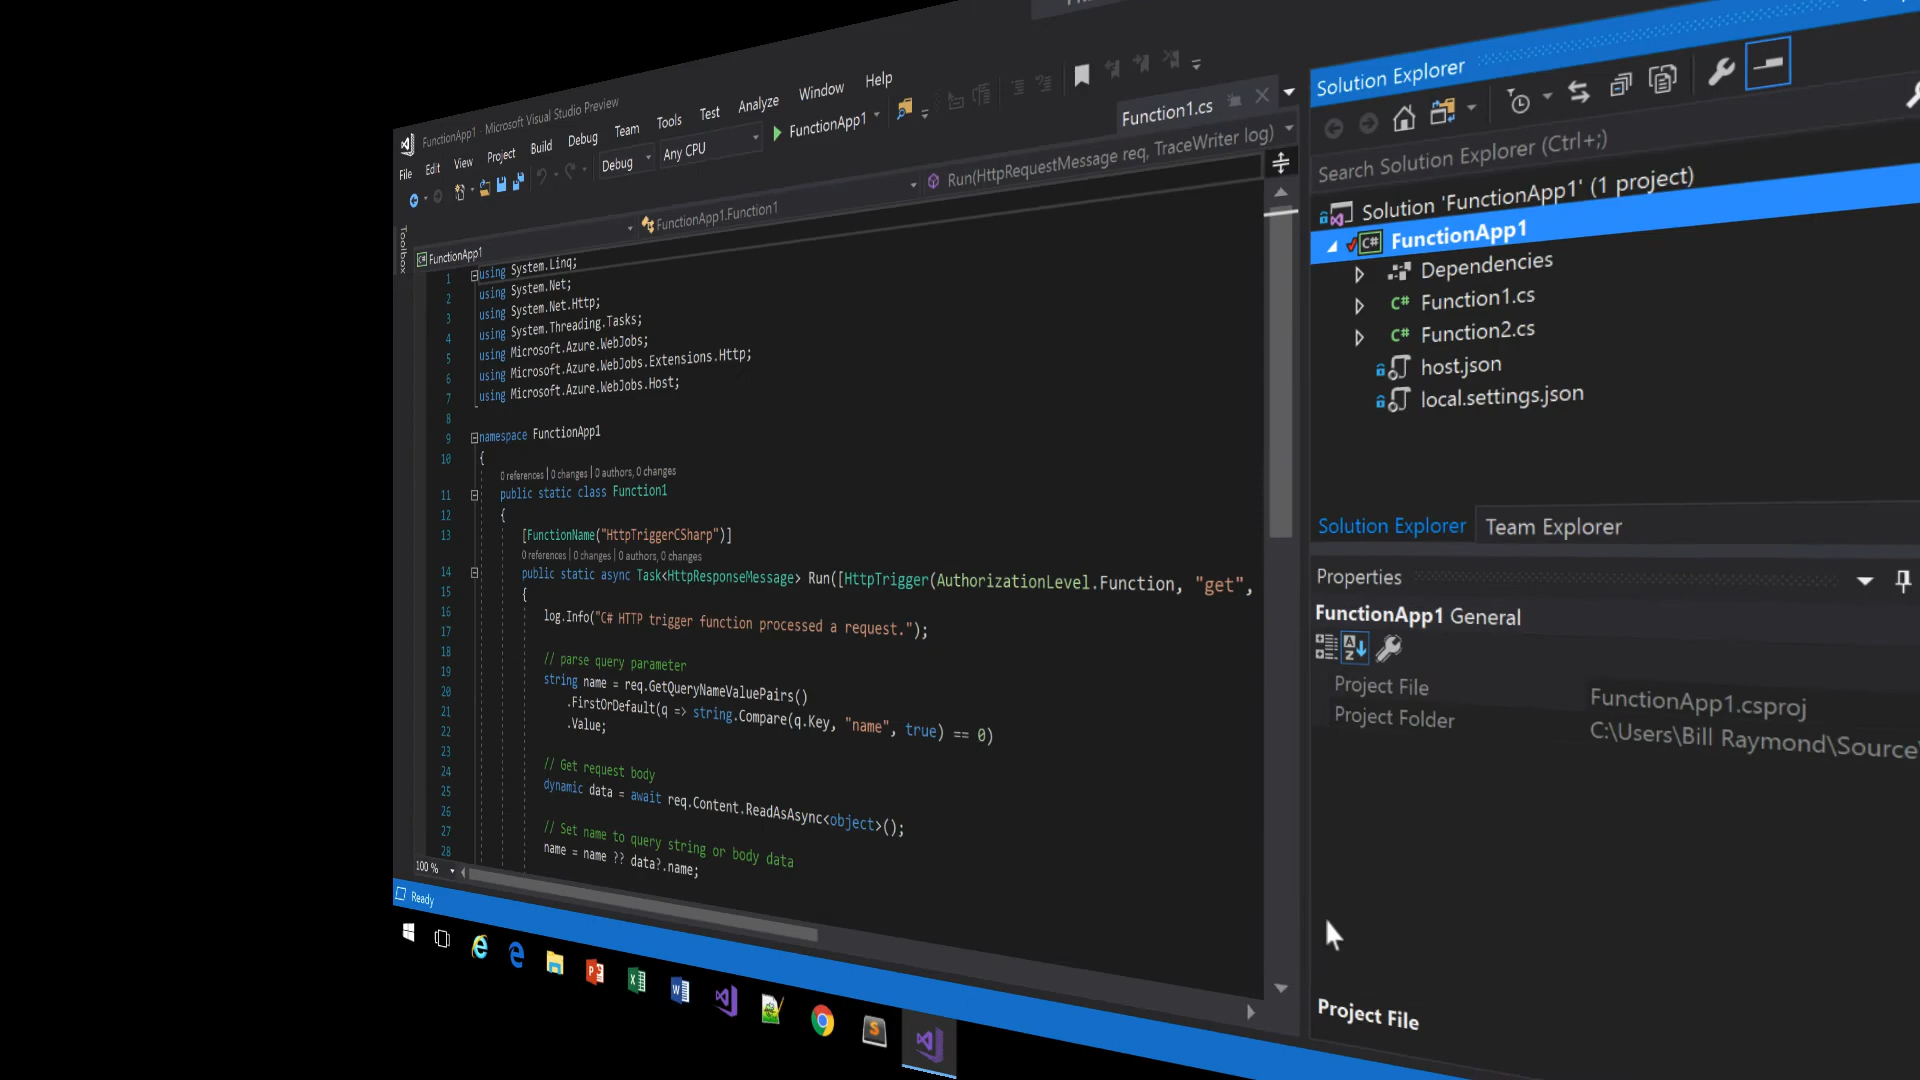 FunctionApp1 - Microsoft Visual Studio Preview
File Edit View Project Build Debug Team Tools Test Analyze Window Help
Debug Any CPU FunctionApp1
Toolbox
Function1.cs
FunctionApp1
FunctionApp1.Function1
Run(HttpRequestMessage req, TraceWriter log)
1 using System.Linq;
2 using System.Net;
3 using System.Net.Http;
4 using System.Threading.Tasks;
5 using Microsoft.Azure.WebJobs;
6 using Microsoft.Azure.WebJobs.Extensions.Http;
7 using Microsoft.Azure.WebJobs.Host;
8
9 namespace FunctionApp1
10 {
0 references | 0 changes | 0 authors, 0 changes
11 public static class Function1
12 {
13 [FunctionName("HttpTriggerCSharp")]
0 references | 0 changes | 0 authors, 0 changes
14 public static async Task<HttpResponseMessage> Run([HttpTrigger(AuthorizationLevel.Function, "get",
15 {
16 log.Info("C# HTTP trigger function processed a request.");
17
18 // parse query parameter
19 string name = req.GetQueryNameValuePairs()
20 .FirstOrDefault(q => string.Compare(q.Key, "name", true) == 0)
21 .Value;
22
23 // Get request body
24 dynamic data = await req.Content.ReadAsAsync<object>();
25
26 // Set name to query string or body data
27 name = name ?? data?.name;
28
100 %
Ready
Solution Explorer
Search Solution Explorer (Ctrl+;)
Solution 'FunctionApp1' (1 project)
C# FunctionApp1
Dependencies
C# Function1.cs
C# Function2.cs
host.json
local.settings.json
Solution Explorer Team Explorer
Properties
FunctionApp1 General
Project File FunctionApp1.csproj
Project Folder C:\Users\Bill Raymond\Source\
Project File